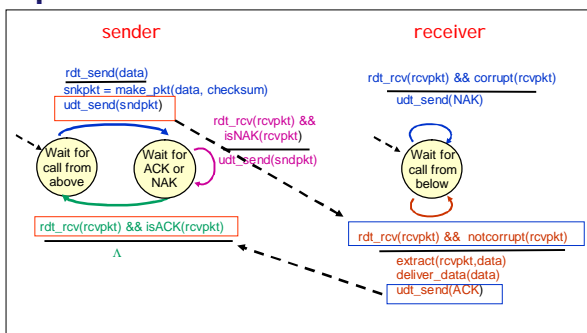 sender
receiver
rdt_send(data)
snkpkt = make_pkt(data, checksum)
udt_send(sndpkt)
rdt_rcv(rcvpkt) &&
isNAK(rcvpkt)
udt_send(sndpkt)
Wait for
call from
above
Wait for
ACK or
NAK
rdt_rcv(rcvpkt) && isACK(rcvpkt)
Λ
rdt_rcv(rcvpkt) && corrupt(rcvpkt)
udt_send(NAK)
Wait for
call from
below
rdt_rcv(rcvpkt) && notcorrupt(rcvpkt)
extract(rcvpkt,data)
deliver_data(data)
udt_send(ACK)